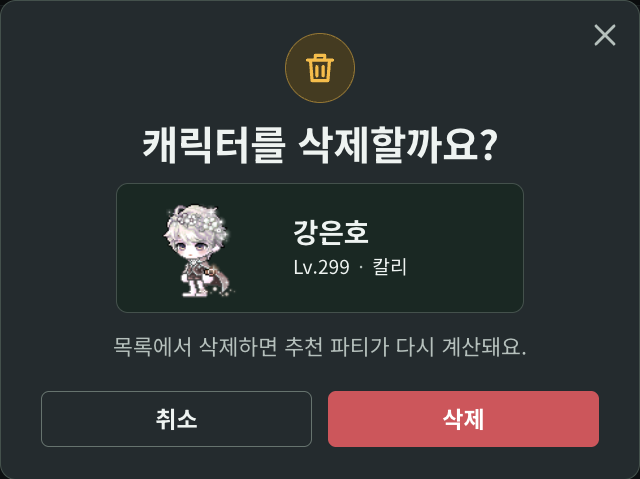 캐릭터를 삭제할까요?
강은호
Lv.299 · 칼리
목록에서 삭제하면 추천 파티가 다시 계산돼요.
취소
삭제